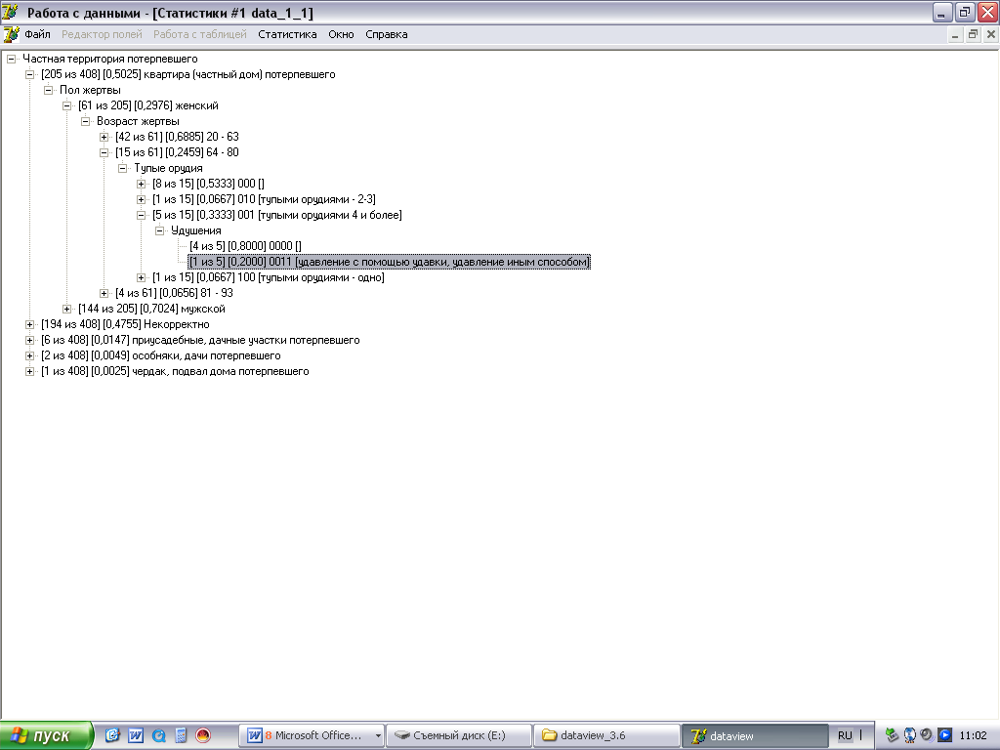 Работа с данными - [Статистики #1 data_1_1]
Файл Редактор полей Работа с таблицей Статистика Окно Справка
Частная территория потерпевшего
[205 из 408] [0,5025] квартира (частный дом) потерпевшего
Пол жертвы
[61 из 205] [0,2976] женский
Возраст жертвы
[42 из 61] [0,6885] 20 - 63
[15 из 61] [0,2459] 64 - 80
Тупые орудия
[8 из 15] [0,5333] 000 []
[1 из 15] [0,0667] 010 [тупыми орудиями - 2-3]
[5 из 15] [0,3333] 001 [тупыми орудиями 4 и более]
Удушения
[4 из 5] [0,8000] 0000 []
[1 из 5] [0,2000] 0011 [удавление с помощью удавки, удавление иным способом]
[1 из 15] [0,0667] 100 [тупыми орудиями - одно]
[4 из 61] [0,0656] 81 - 93
[144 из 205] [0,7024] мужской
[194 из 408] [0,4755] Некорректно
[6 из 408] [0,0147] приусадебные, дачные участки потерпевшего
[2 из 408] [0,0049] особняки, дачи потерпевшего
[1 из 408] [0,0025] чердак, подвал дома потерпевшего
пуск 8 Microsoft Office... Съемный диск (E:) dataview_3.6 dataview RU 11:02